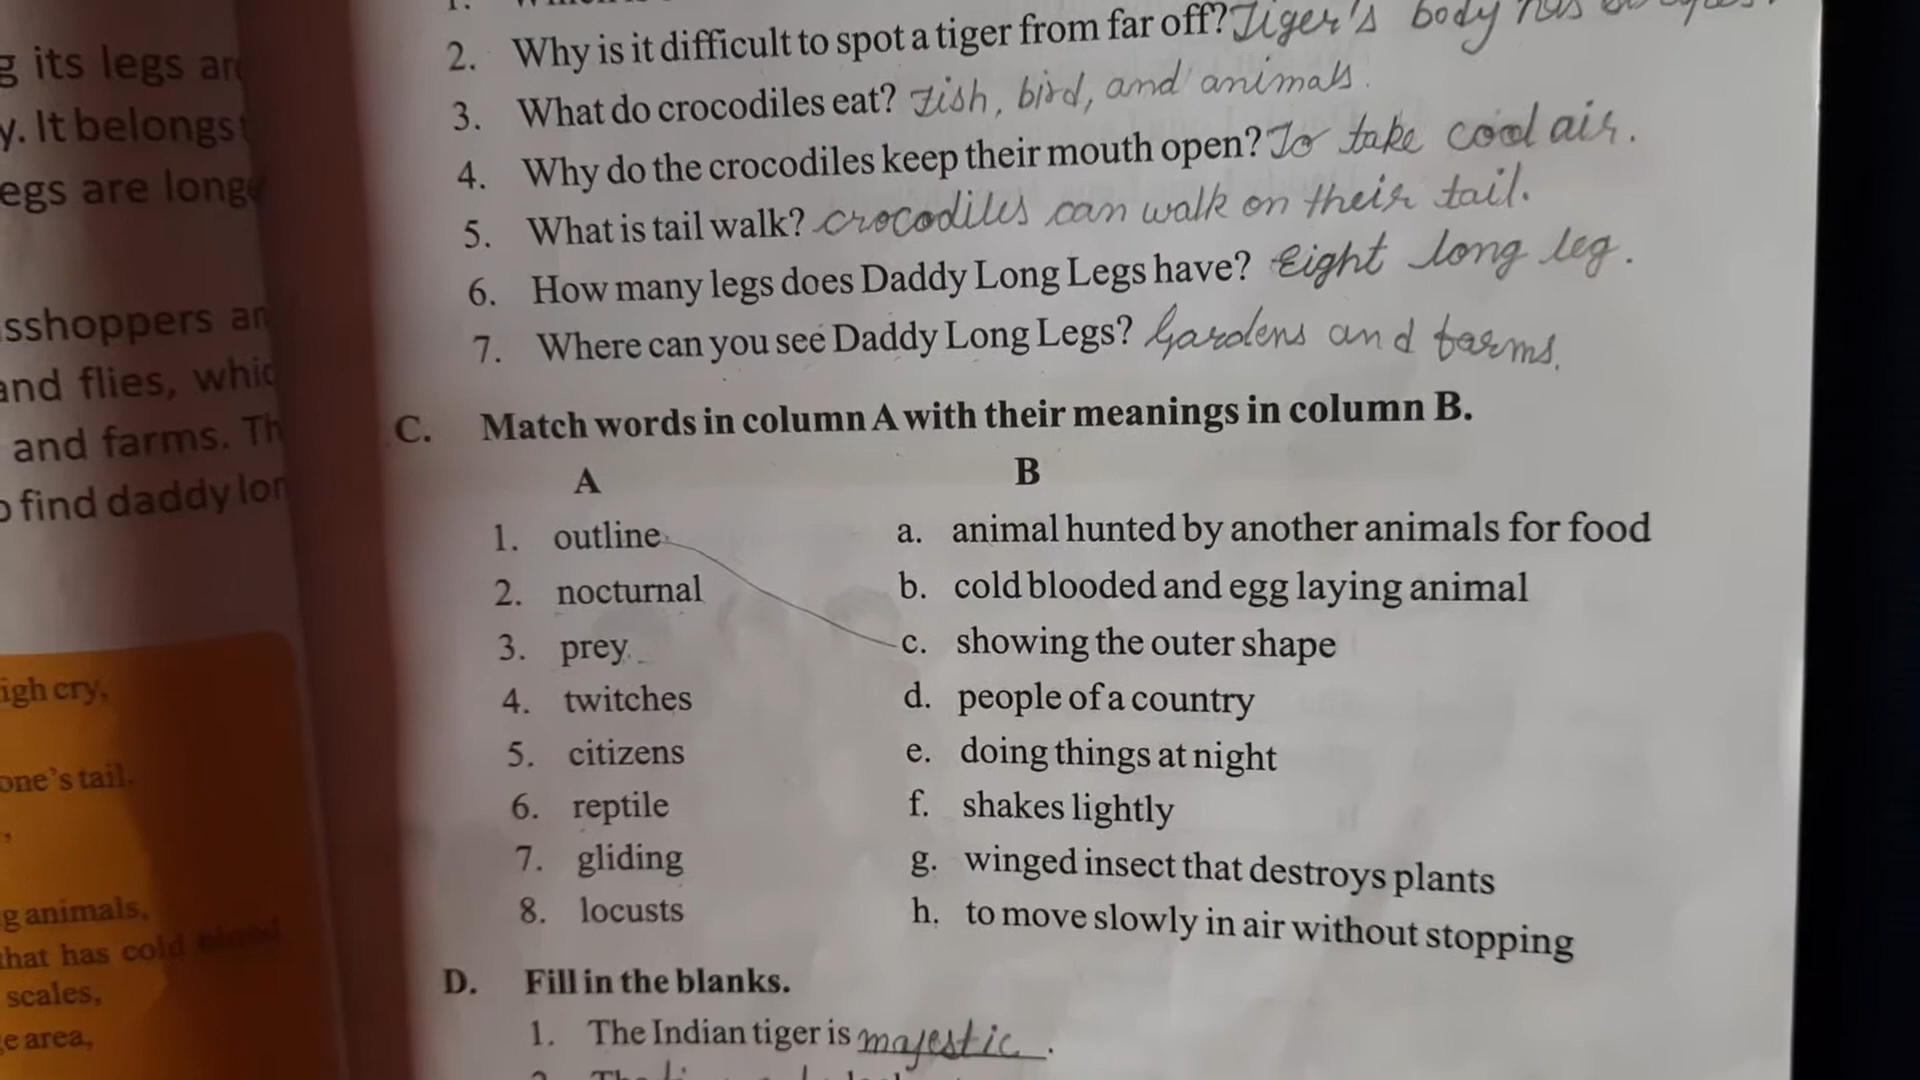 g its legs are
y. It belongs t
egs are longe
sshoppers an
and flies, whic
and farms. Th
o find daddy lon
igh cry,
one's tail.
g animals,
that has cold
scales,
e area,
2. Why is it difficult to spot a tiger from far off? Tiger's body has
3. What do crocodiles eat? Fish, bird, and animals.
4. Why do the crocodiles keep their mouth open? To take cool air.
5. What is tail walk? crocodiles can walk on their tail.
6. How many legs does Daddy Long Legs have? Eight long leg.
7. Where can you see Daddy Long Legs? Gardens and farms.
C. Match words in column A with their meanings in column B.
A B
1. outline a. animal hunted by another animals for food
2. nocturnal b. cold blooded and egg laying animal
3. prey c. showing the outer shape
4. twitches d. people of a country
5. citizens e. doing things at night
6. reptile f. shakes lightly
7. gliding g. winged insect that destroys plants
8. locusts h. to move slowly in air without stopping
D. Fill in the blanks.
1. The Indian tiger is majestic.